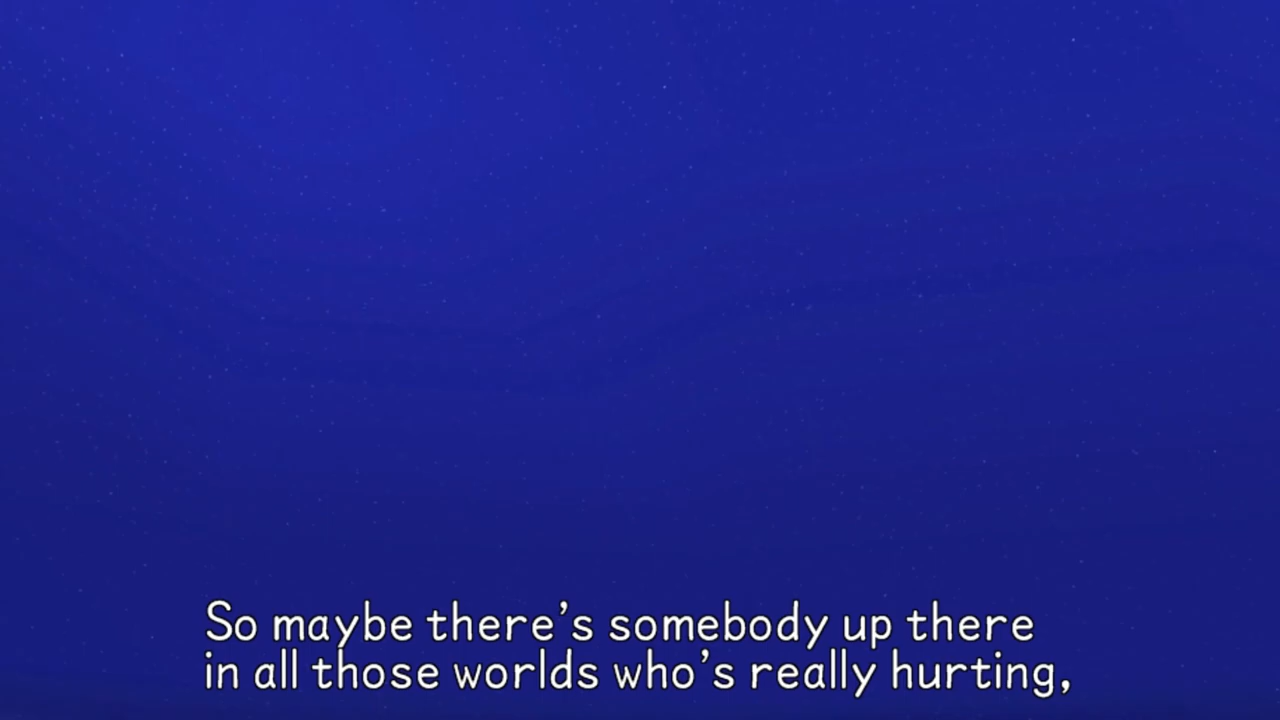 So maybe there’s somebody up there
in all those worlds who’s really hurting,